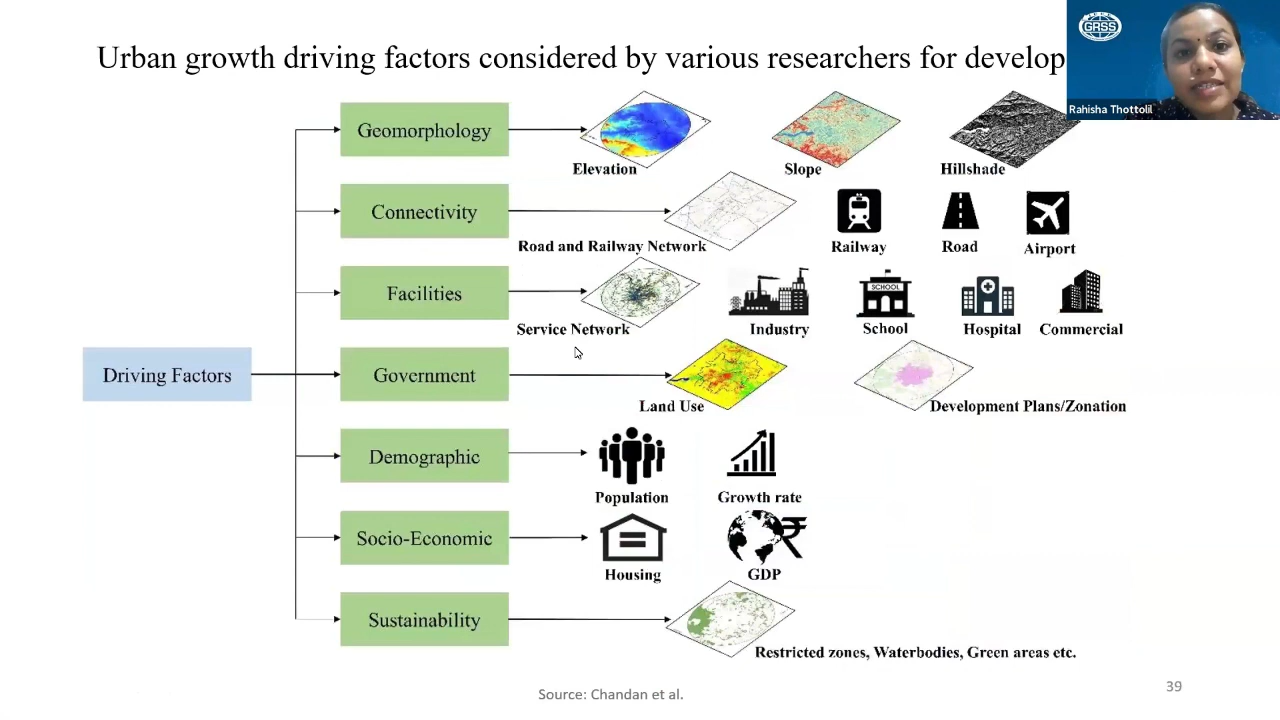 Urban growth driving factors considered by various researchers for develop
GRSS
Rahisha Thottolil
Geomorphology
Elevation
Slope
Hillshade
Connectivity
Road and Railway Network
Railway
Road
Airport
Facilities
Service Network
Industry
SCHOOL
School
Hospital
Commercial
Driving Factors
Government
Land Use
Development Plans/Zonation
Demographic
Population
Growth rate
Socio-Economic
Housing
₹
GDP
Sustainability
Restricted zones, Waterbodies, Green areas etc.
Source: Chandan et al.
39